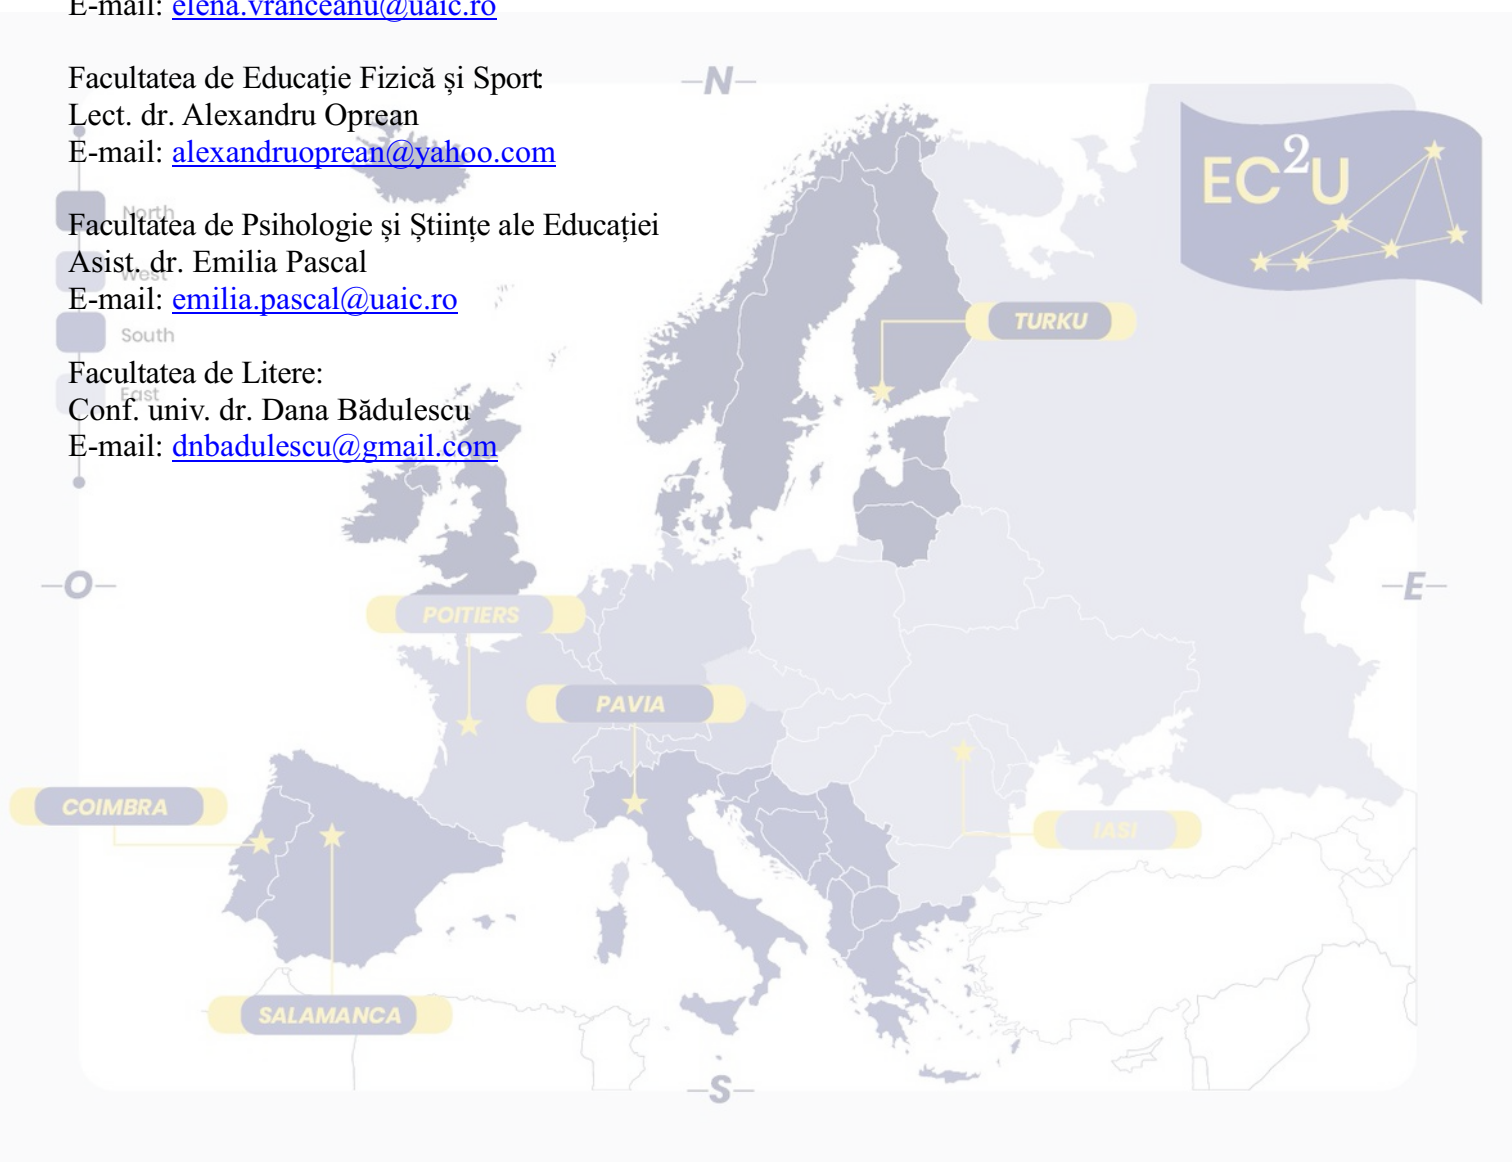 E-mail: elena.vranceanu@uaic.ro
Facultatea de Educație Fizică și Sport:
Lect. dr. Alexandru Oprean
E-mail: alexandruoprean@yahoo.com
Facultatea de Psihologie și Științe ale Educației
Asist. dr. Emilia Pascal
E-mail: emilia.pascal@uaic.ro
Facultatea de Litere:
Conf. univ. dr. Dana Bădulescu
E-mail: dnbadulescu@gmail.com
North
West
South
East
N
EC2U
TURKU
O
E
POITIERS
PAVIA
COIMBRA
IASI
SALAMANCA
S